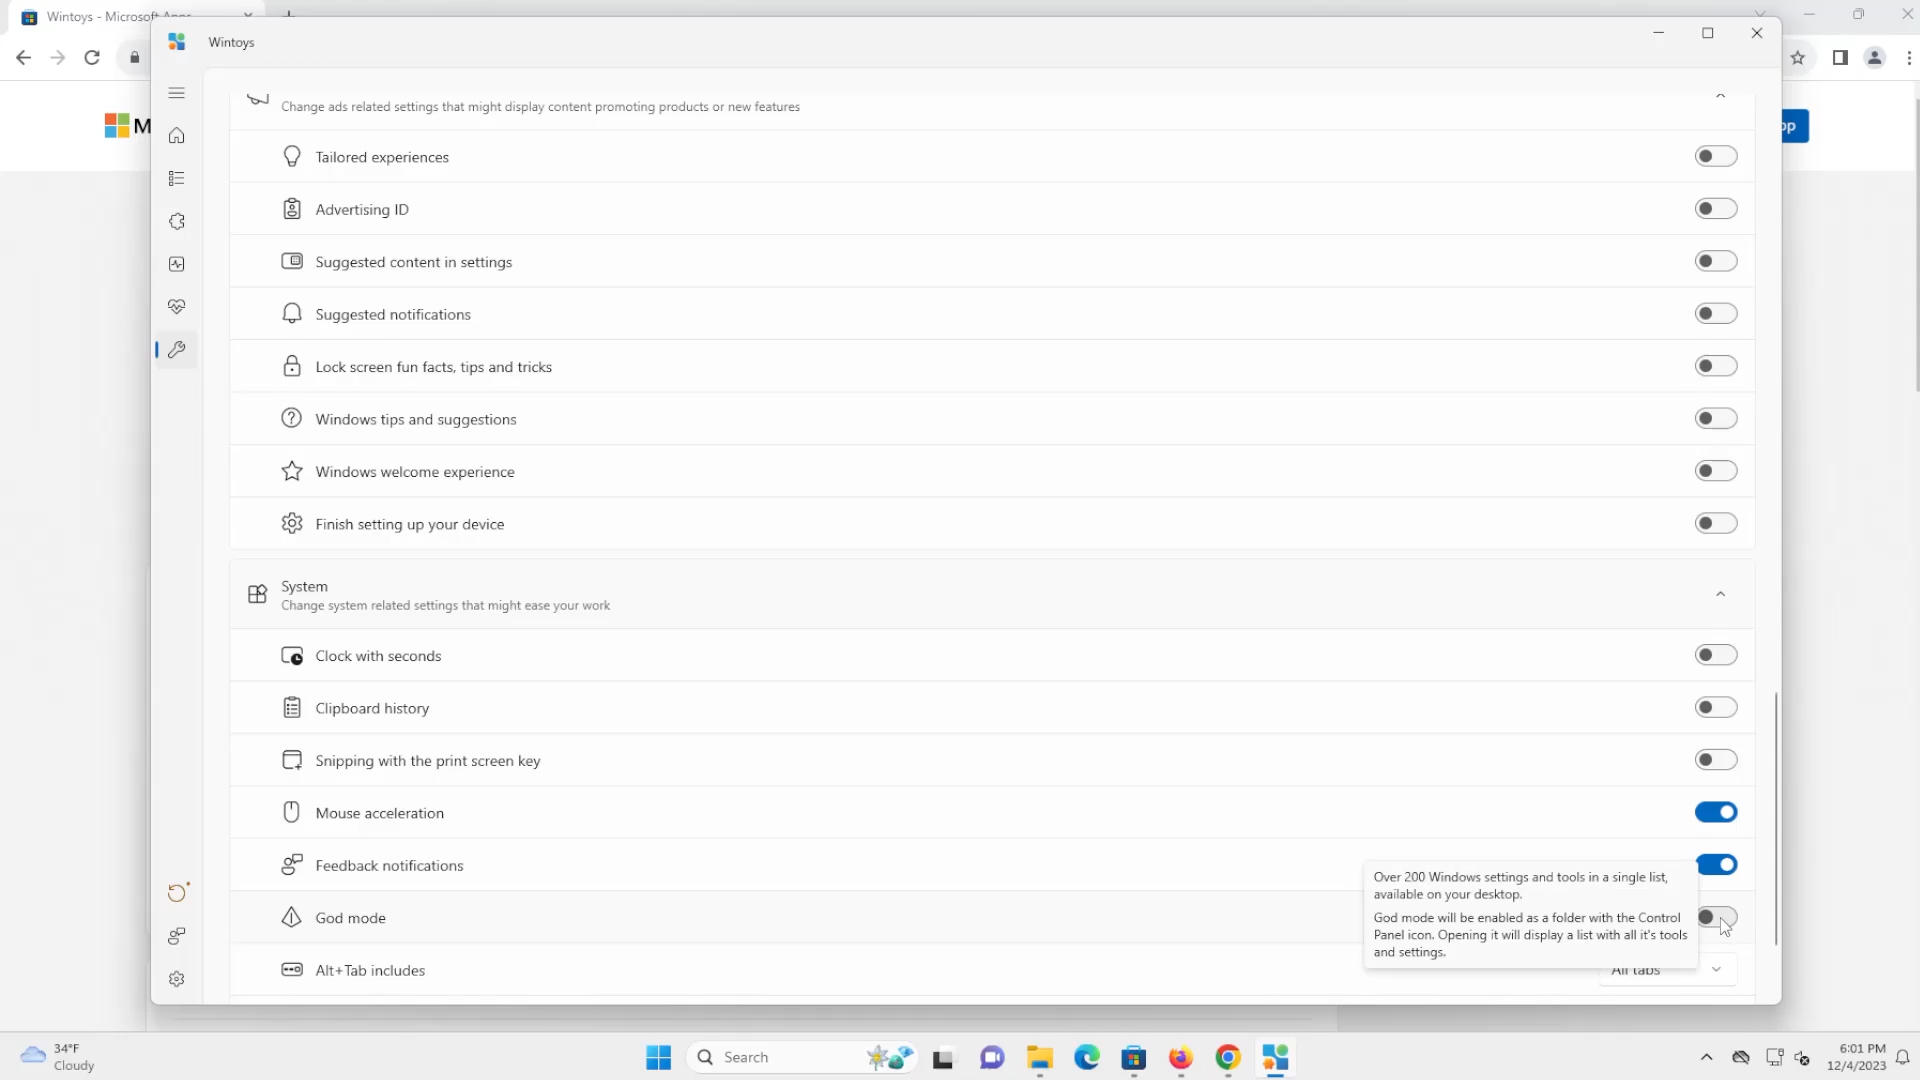 Wintoys - Microsoft Apps
Wintoys
M
op
Change ads related settings that might display content promoting products or new features
Tailored experiences
Advertising ID
Suggested content in settings
Suggested notifications
Lock screen fun facts, tips and tricks
Windows tips and suggestions
Windows welcome experience
Finish setting up your device
System
Change system related settings that might ease your work
Clock with seconds
Clipboard history
Snipping with the print screen key
Mouse acceleration
Feedback notifications
God mode
Over 200 Windows settings and tools in a single list,
available on your desktop.
God mode will be enabled as a folder with the Control
Panel icon. Opening it will display a list with all it's tools
and settings.
Alt+Tab includes
All tabs
34°F
Cloudy
Search
6:01 PM
12/4/2023